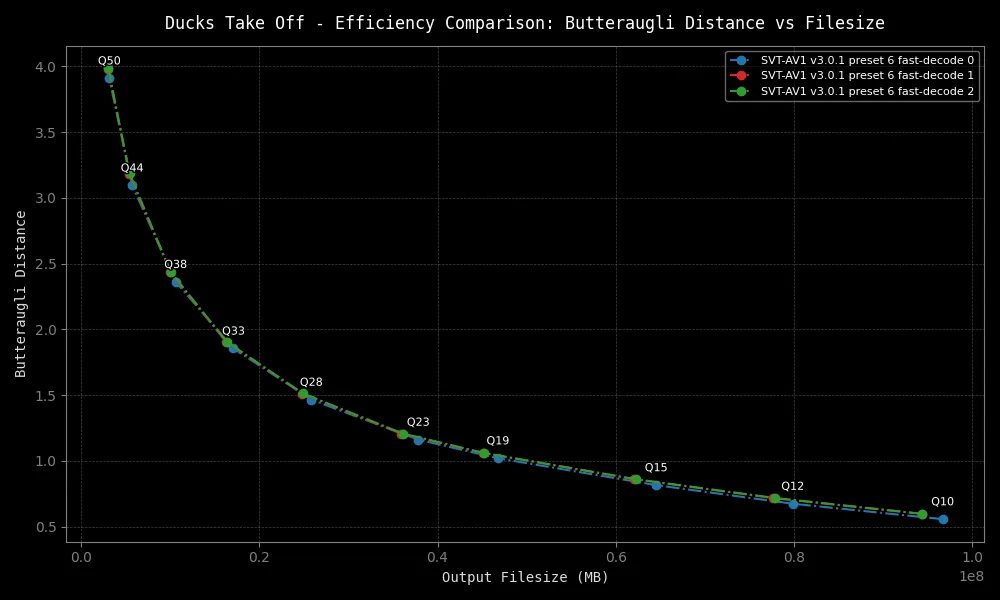 Ducks Take Off - Efficiency Comparison: Butteraugli Distance vs Filesize
SVT-AV1 v3.0.1 preset 6 fast-decode 0
SVT-AV1 v3.0.1 preset 6 fast-decode 1
SVT-AV1 v3.0.1 preset 6 fast-decode 2
Butteraugli Distance
4.0
3.5
3.0
2.5
2.0
1.5
1.0
0.5
Q50
Q44
Q38
Q33
Q28
Q23
Q19
Q15
Q12
Q10
0.0
0.2
0.4
0.6
0.8
1.0
1e8
Output Filesize (MB)